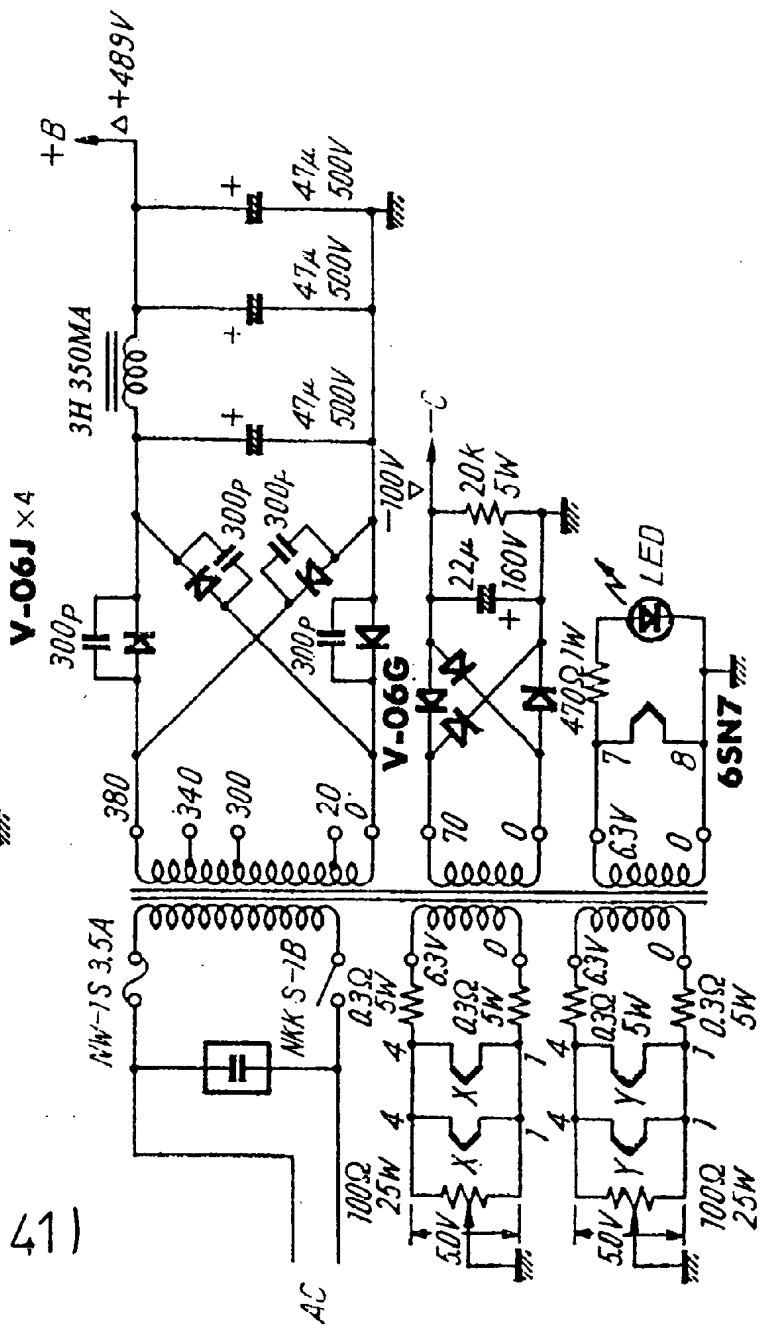 41)
V-06J ×4
300P
300P
300P
300P
3H 350MA
+B
Δ+489V
+
47μ
500V
+
47μ
500V
+
47μ
500V
380
340
300
20
0
NW-1S 3.5A
NKK S-1B
AC
V-06G
70
0
-100V
Δ
-C
22μ
160V
+
20k
5W
6.3V
0
470Ω 1W
LED
7
8
6SN7
100Ω
25W
5.0V
4
4
X
X
1
1
0.3Ω
5W
0.3Ω
5W
6.3V
0
100Ω
25W
5.0V
4
4
Y
Y
1
1
0.3Ω
5W
0.3Ω
5W
6.3V
0